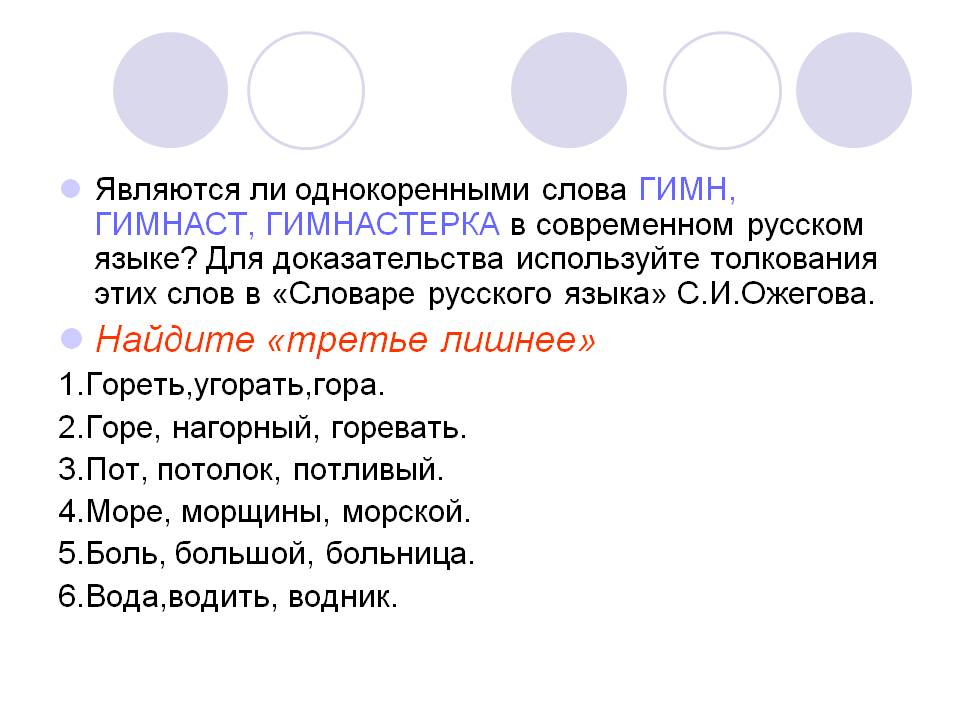 Являются ли однокоренными слова ГИМН,
ГИМНАСТ, ГИМНАСТЕРКА в современном русском
языке? Для доказательства используйте толкования
этих слов в «Словаре русского языка» С.И.Ожегова.
Найдите «третье лишнее»
1.Гореть,угорать,гора.
2.Горе, нагорный, горевать.
3.Пот, потолок, потливый.
4.Море, морщины, морской.
5.Боль, большой, больница.
6.Вода,водить, водник.